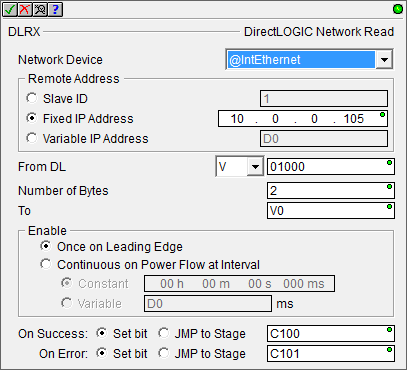 DLRX DirectLOGIC Network Read
Network Device @IntEthernet
Remote Address
Slave ID 1
Fixed IP Address 10 . 0 . 0 . 105
Variable IP Address D0
From DL V 01000
Number of Bytes 2
To V0
Enable
Once on Leading Edge
Continuous on Power Flow at Interval
Constant 00 h 00 m 00 s 000 ms
Variable D0 ms
On Success: Set bit JMP to Stage C100
On Error: Set bit JMP to Stage C101